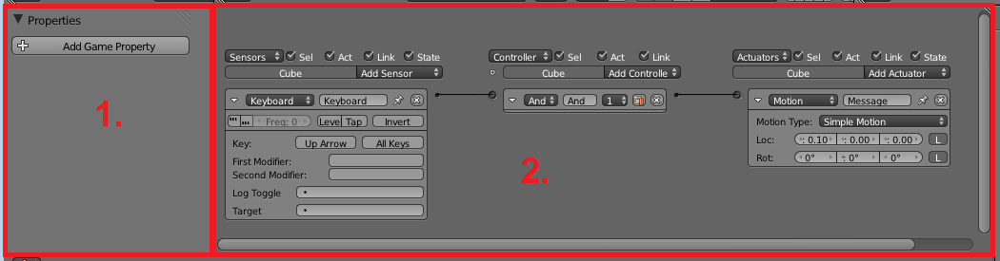 Properties
Add Game Property
1.
Sensors Sel Act Link State
Cube Add Sensor
Keyboard Keyboard
Freq: 0 Level Tap Invert
Key: Up Arrow All Keys
First Modifier:
Second Modifier:
Log Toggle
Target
Controller Sel Act Link
Cube Add Controlle
And And 1
2.
Actuators Sel Act Link State
Cube Add Actuator
Motion Message
Motion Type: Simple Motion
Loc: : 0.10 : 0.00 : 0.00 L
Rot: 0° : 0° 0° L